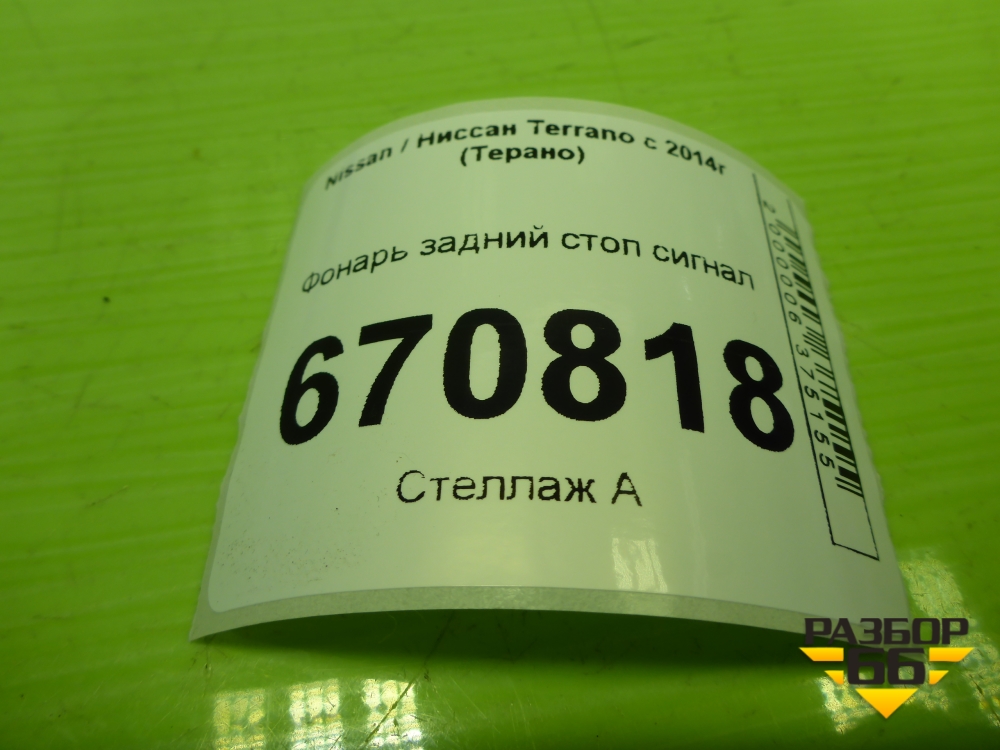 Nissan / Ниссан Terrano с 2014г
(Терано)
Фонарь задний стоп сигнал
670818
Стеллаж А
2000006375155
РАЗБОР
66